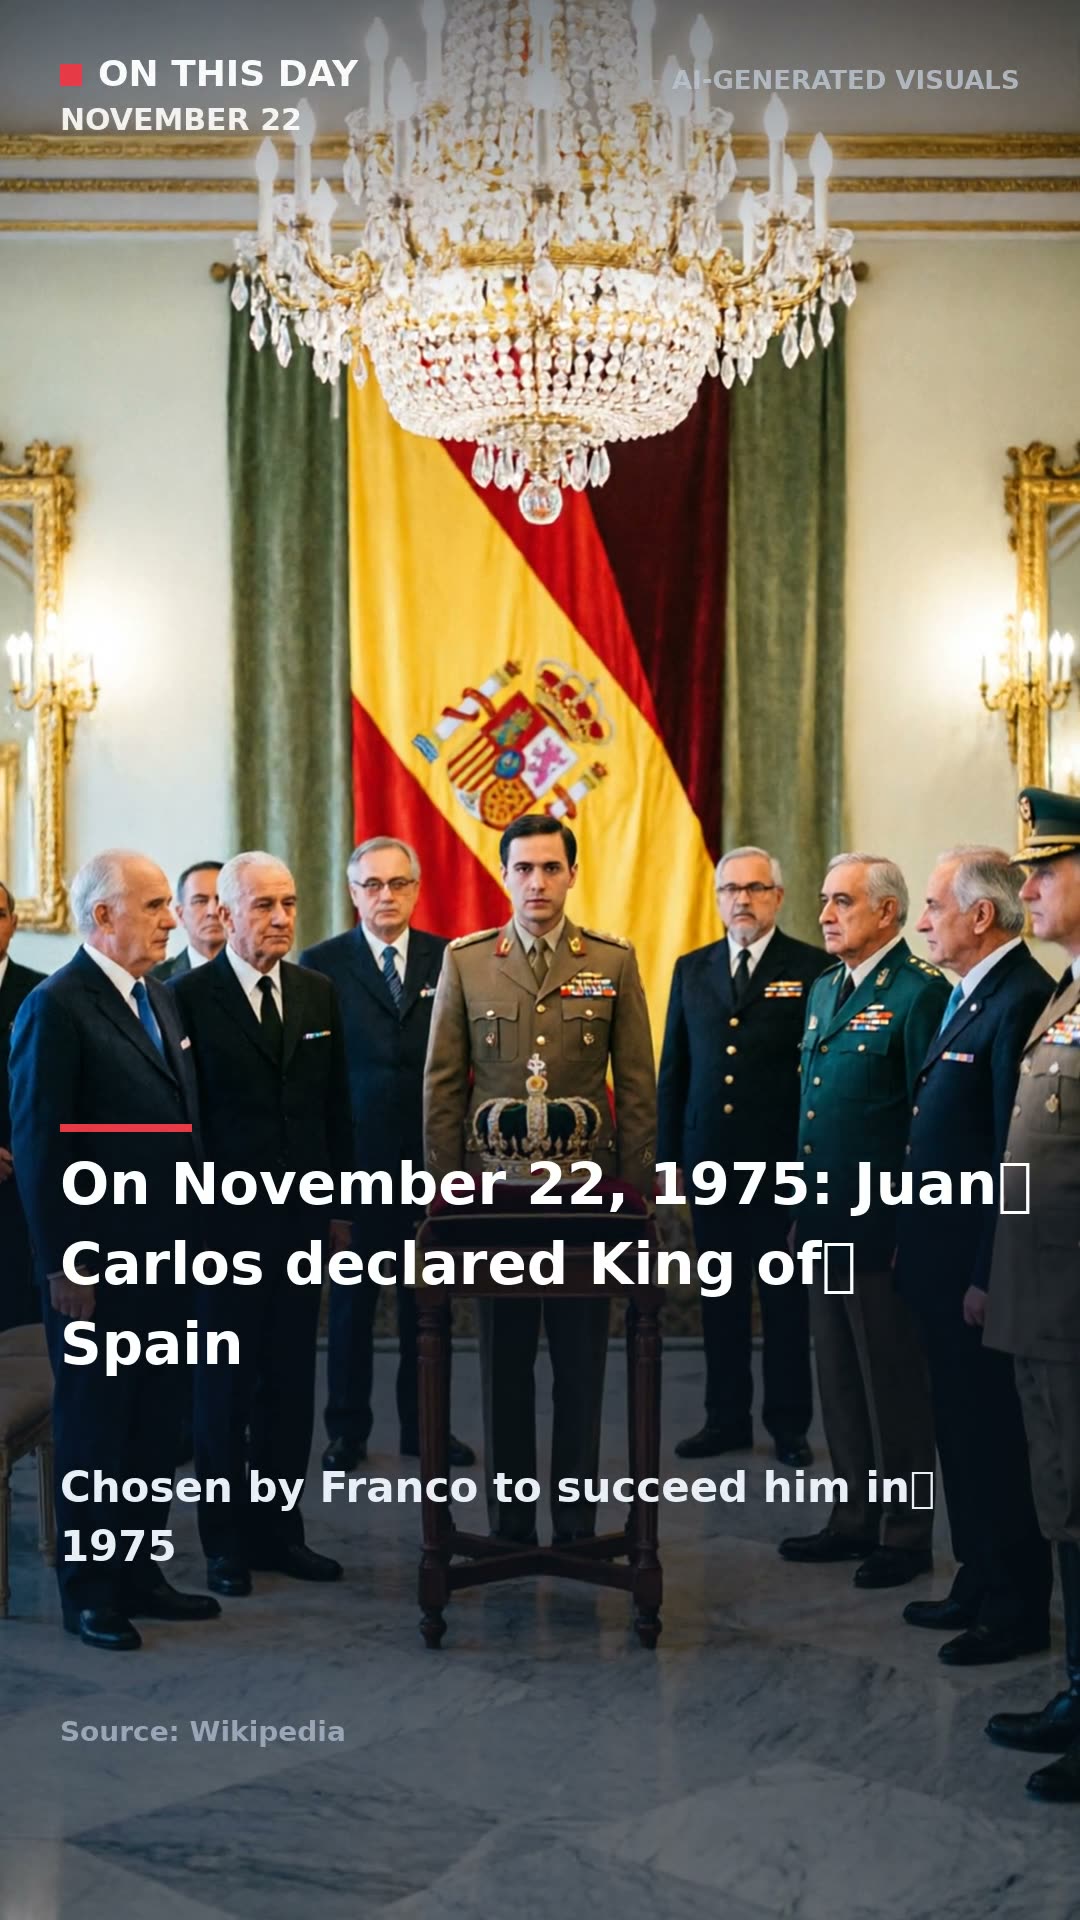 ON THIS DAY
AI-GENERATED VISUALS
NOVEMBER 22
On November 22, 1975: Juan▯
Carlos declared King of▯
Spain
Chosen by Franco to succeed him in▯
1975
Source: Wikipedia